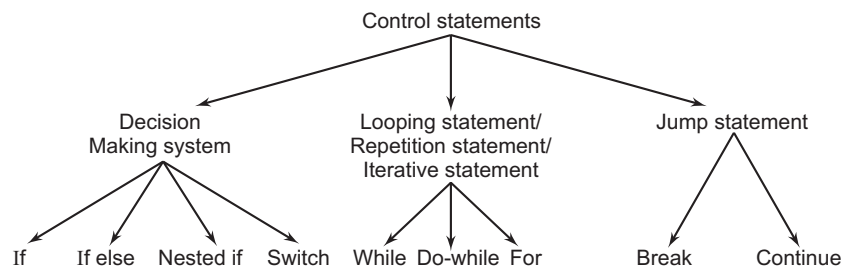 Control statements
Decision
Making system
Looping statement/
Repetition statement/
Iterative statement
Jump statement
If
If else
Nested if
Switch
While
Do-while
For
Break
Continue